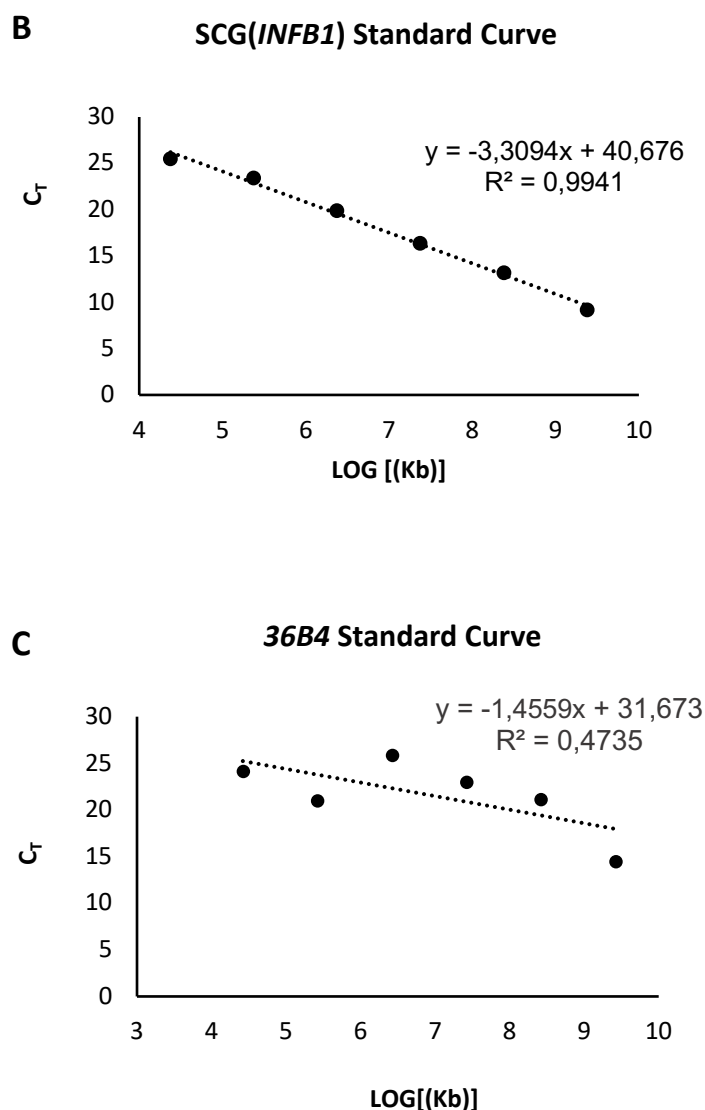 B
SCG(INFB1) Standard Curve
30
25
20
15
10
5
0
y = -3,3094x + 40,676
R² = 0,9941
CT
4 5 6 7 8 9 10
LOG [(Kb)]
C
36B4 Standard Curve
30
25
20
15
10
5
0
y = -1,4559x + 31,673
R² = 0,4735
CT
3 4 5 6 7 8 9 10
LOG[(Kb)]